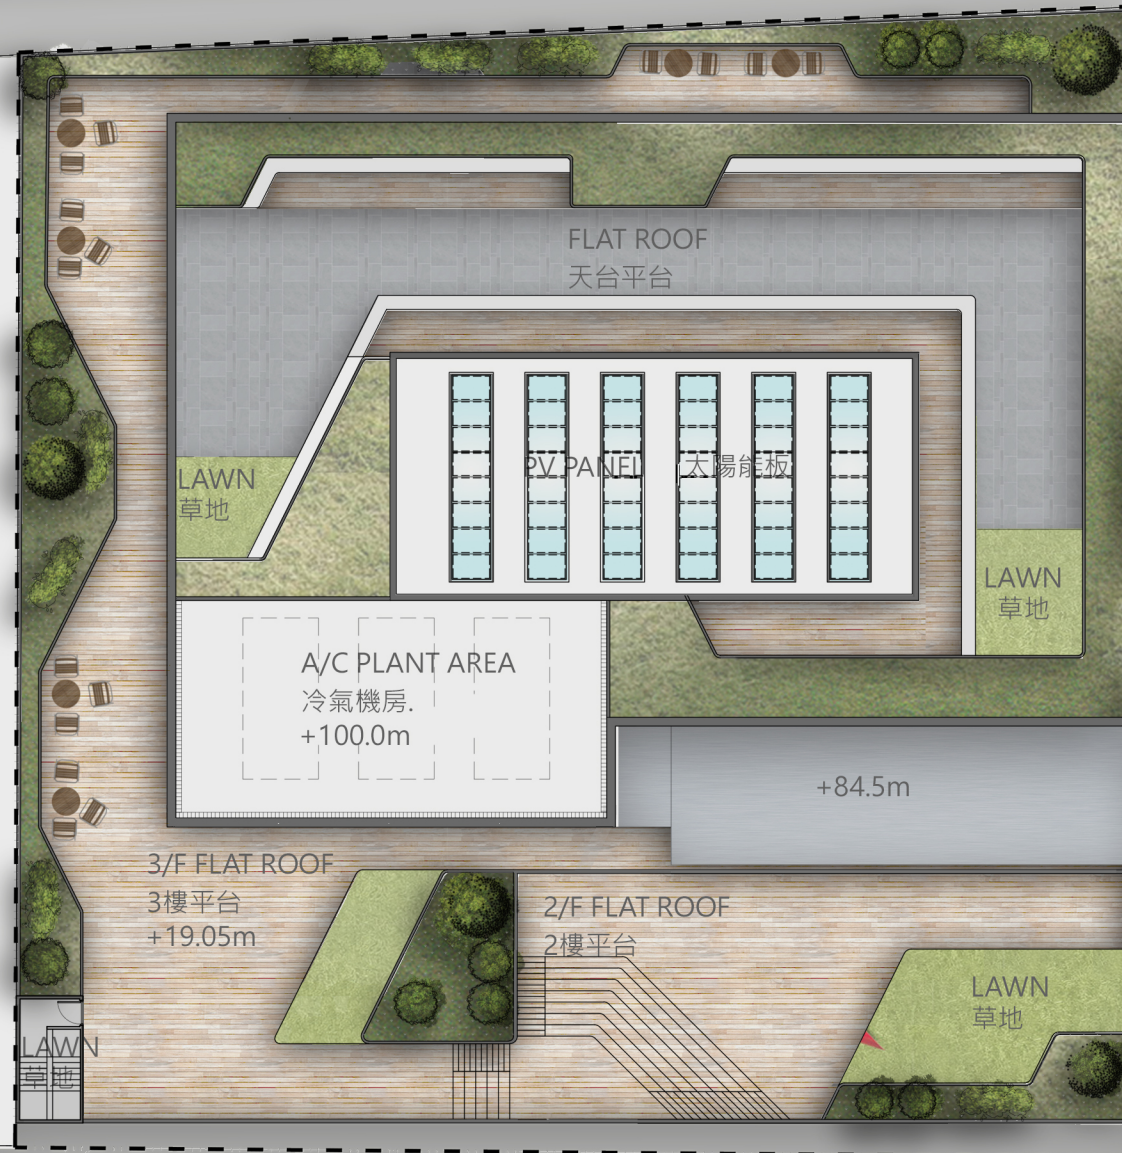 FLAT ROOF
天台平台
PV PANEL 太陽能板
LAWN
草地
LAWN
草地
A/C PLANT AREA
冷氣機房.
+100.0m
+84.5m
3/F FLAT ROOF
3樓平台
+19.05m
2/F FLAT ROOF
2樓平台
LAWN
草地
LAWN
草地